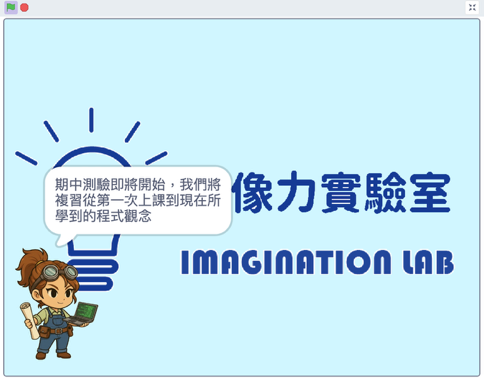 期中測驗即將開始，我們將
複習從第一次上課到現在所
學到的程式觀念
像力實驗室
IMAGINATION LAB